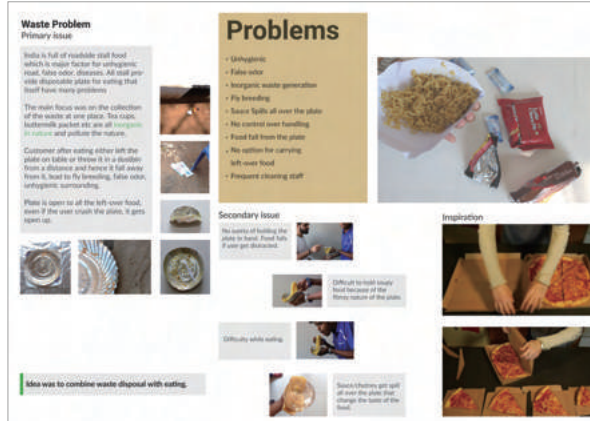 Waste Problem
Primary issue
India is full of roadside stall food
which is major factor for unhygienic
road, false odor, diseases. All stall pro-
vide disposable plate for eating that
itself have many problems
The main focus was on the collection
of the waste at one place. Tea cups,
buttermilk packet etc are all inorganic
in nature and pollute the nature.
Customer after eating either left the
plate on table or throw it in a dustbin
from a distance and hence it fall away
from it, lead to fly breeding, false odor,
unhygienic surrounding.
Plate is open to all the left-over food,
even if the user crush the plate, it gets
open up.
Idea was to combine waste disposal with eating.
Problems
• Unhygienic
• False odor
• Inorganic waste generation
• Fly breeding
• Sauce Spills all over the plate
• No control over handling
• Food fall from the plate
• No option for carrying
left-over food
• Frequent cleaning staff
Secondary issue
No surety of holding the
plate in hand. Food falls
if user get distracted.
Difficult to hold soupy
food because of the
flimsy nature of the plate.
Difficulty while eating.
Sauce/chutney get spill
all over the plate that
change the taste of the
food.
Inspiration